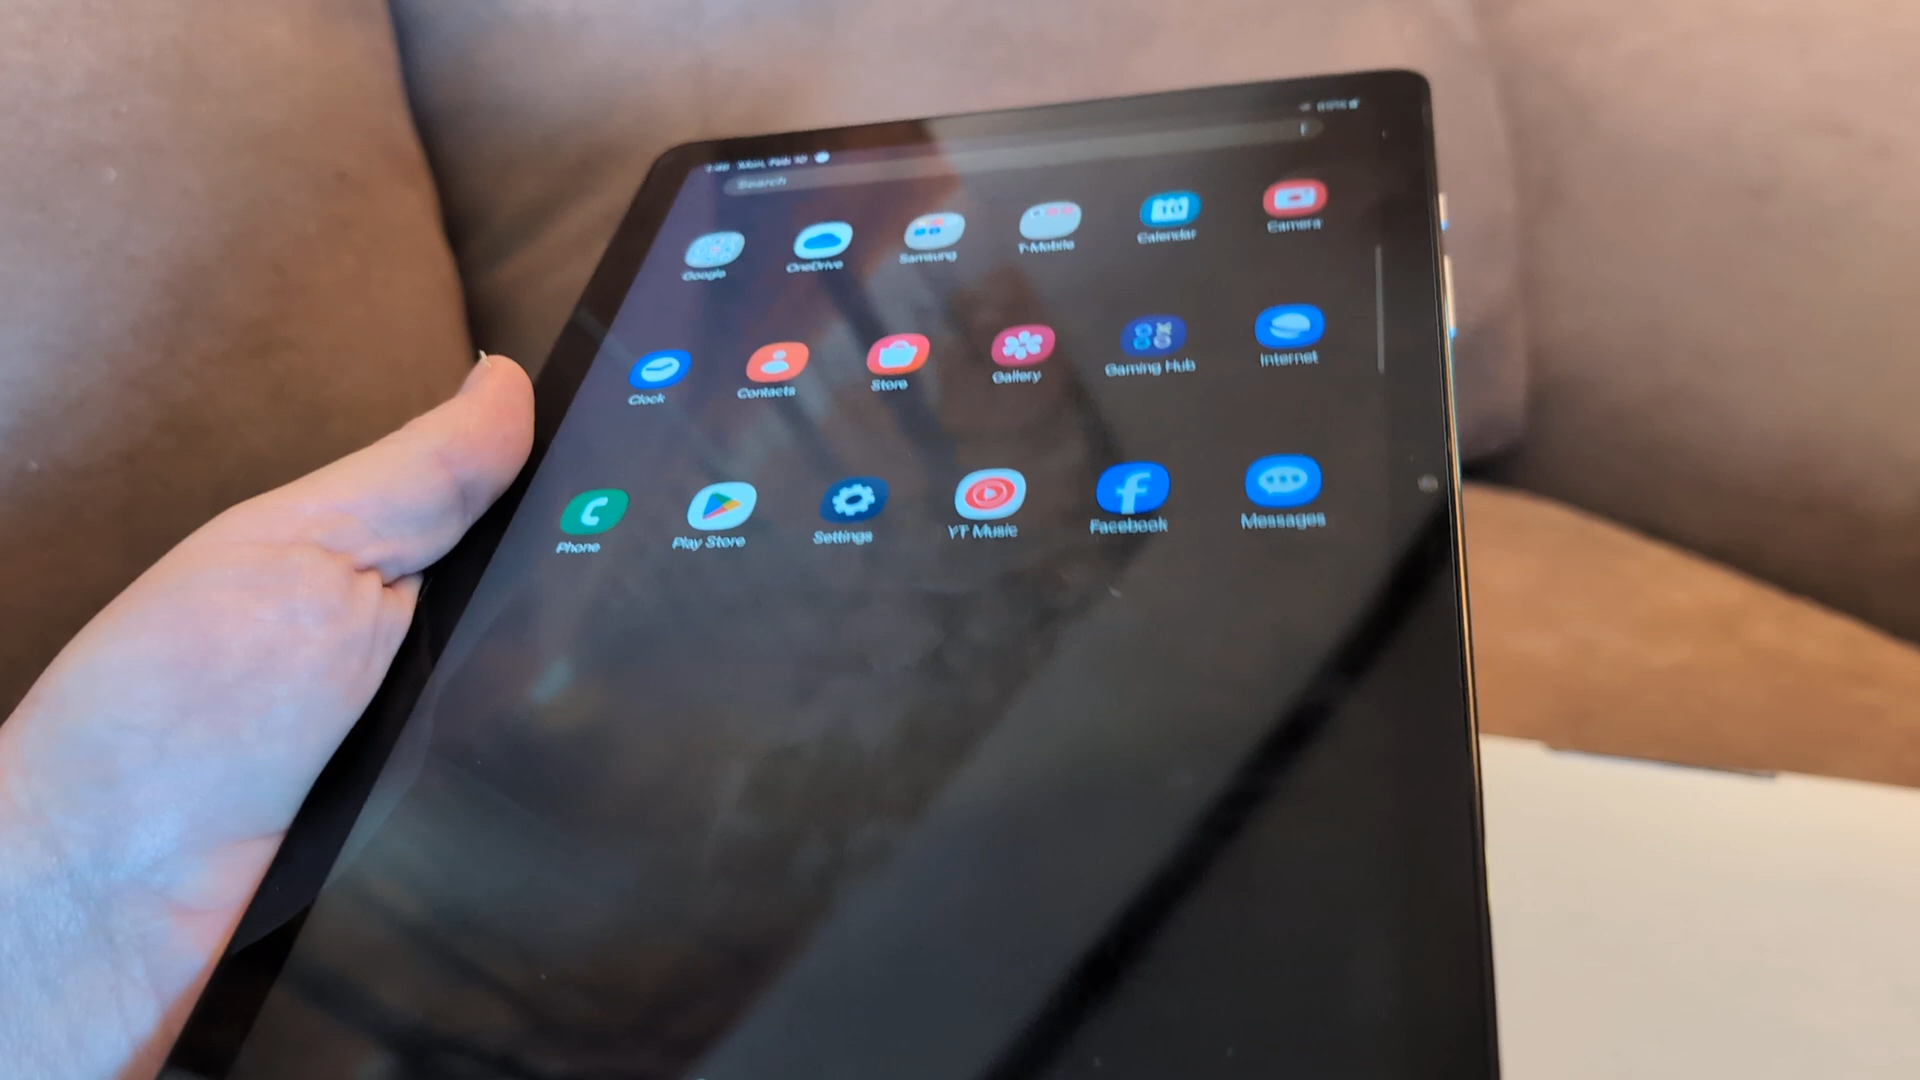 Search
Google OneDrive Samsung T-Mobile Calendar Camera
10
Clock Contacts Store Gallery Gaming Hub Internet
Phone Play Store Settings YT Music Facebook Messages